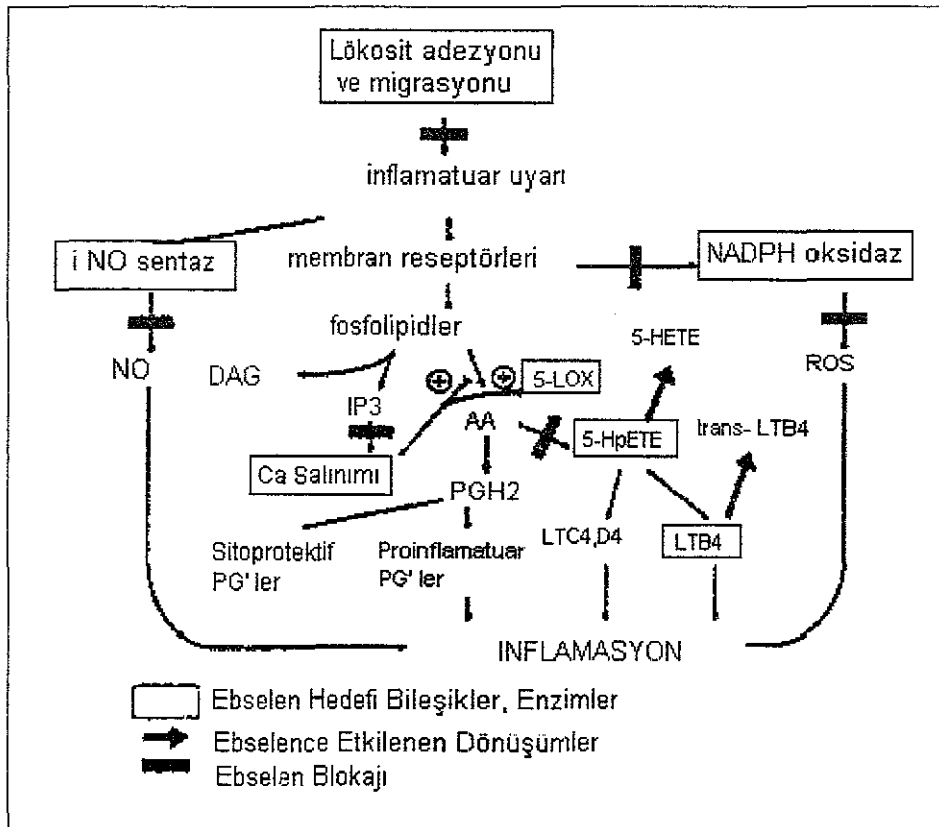 Lökosit adezyonu
ve migrasyonu
inflamatuar uyarı
i NO sentaz
membran reseptörleri
NADPH oksidaz
fosfolipidler
5-HETE
NO
DAG
ROS
5-LOX
IP3
AA
trans- LTB4
5-HpETE
Ca Salınımı
PGH2
LTC4,D4
LTB4
Sitoprotektif
PG' ler
Proinflamatuar
PG' ler
INFLAMASYON
Ebselen Hedefi Bileşikler, Enzimler
Ebselence Etkilenen Dönüşümler
Ebselen Blokajı